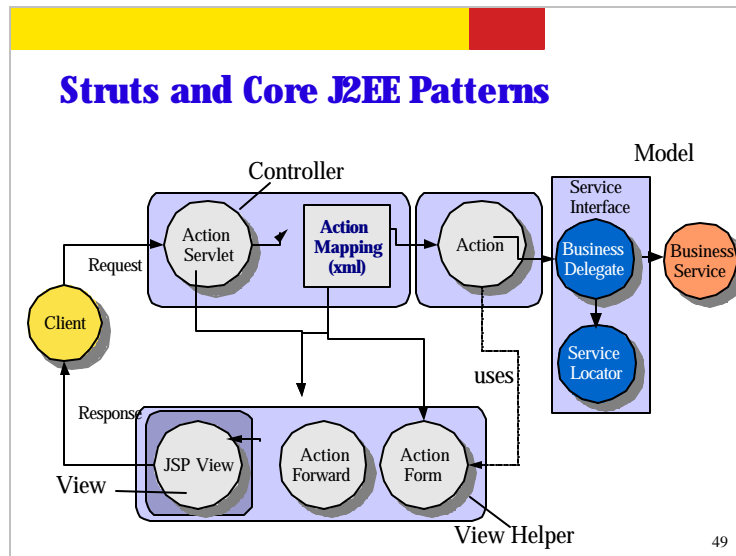 Struts and Core J2EE Patterns
Controller
Model
Action
Servlet
Action
Mapping
(xml)
Action
Service
Interface
Business
Delegate
Business
Service
Request
Client
Service
Locator
uses
Response
JSP View
Action
Forward
Action
Form
View
View Helper
49